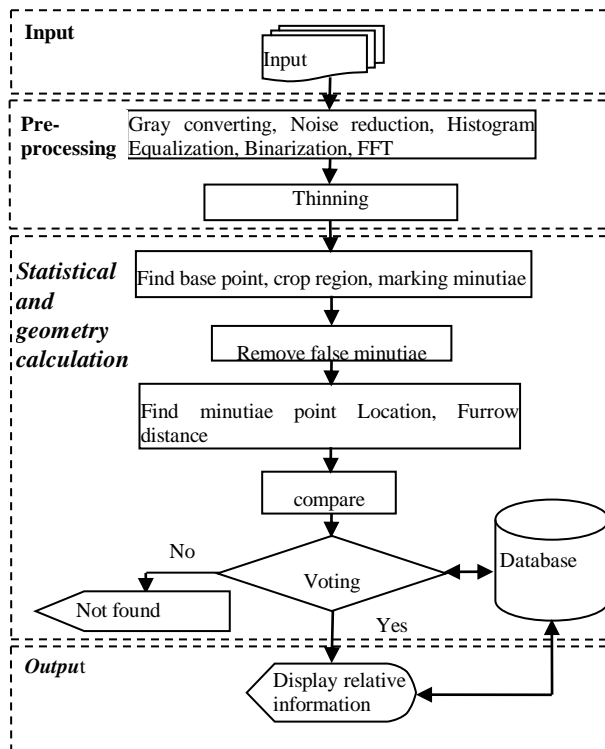 Input
Input
Pre-
processing
Gray converting, Noise reduction, Histogram
Equalization, Binarization, FFT
Thinning
Statistical
and
geometry
calculation
Find base point, crop region, marking minutiae
Remove false minutiae
Find minutiae point Location, Furrow
distance
compare
No
Voting
Database
Not found
Yes
Output
Display relative
information